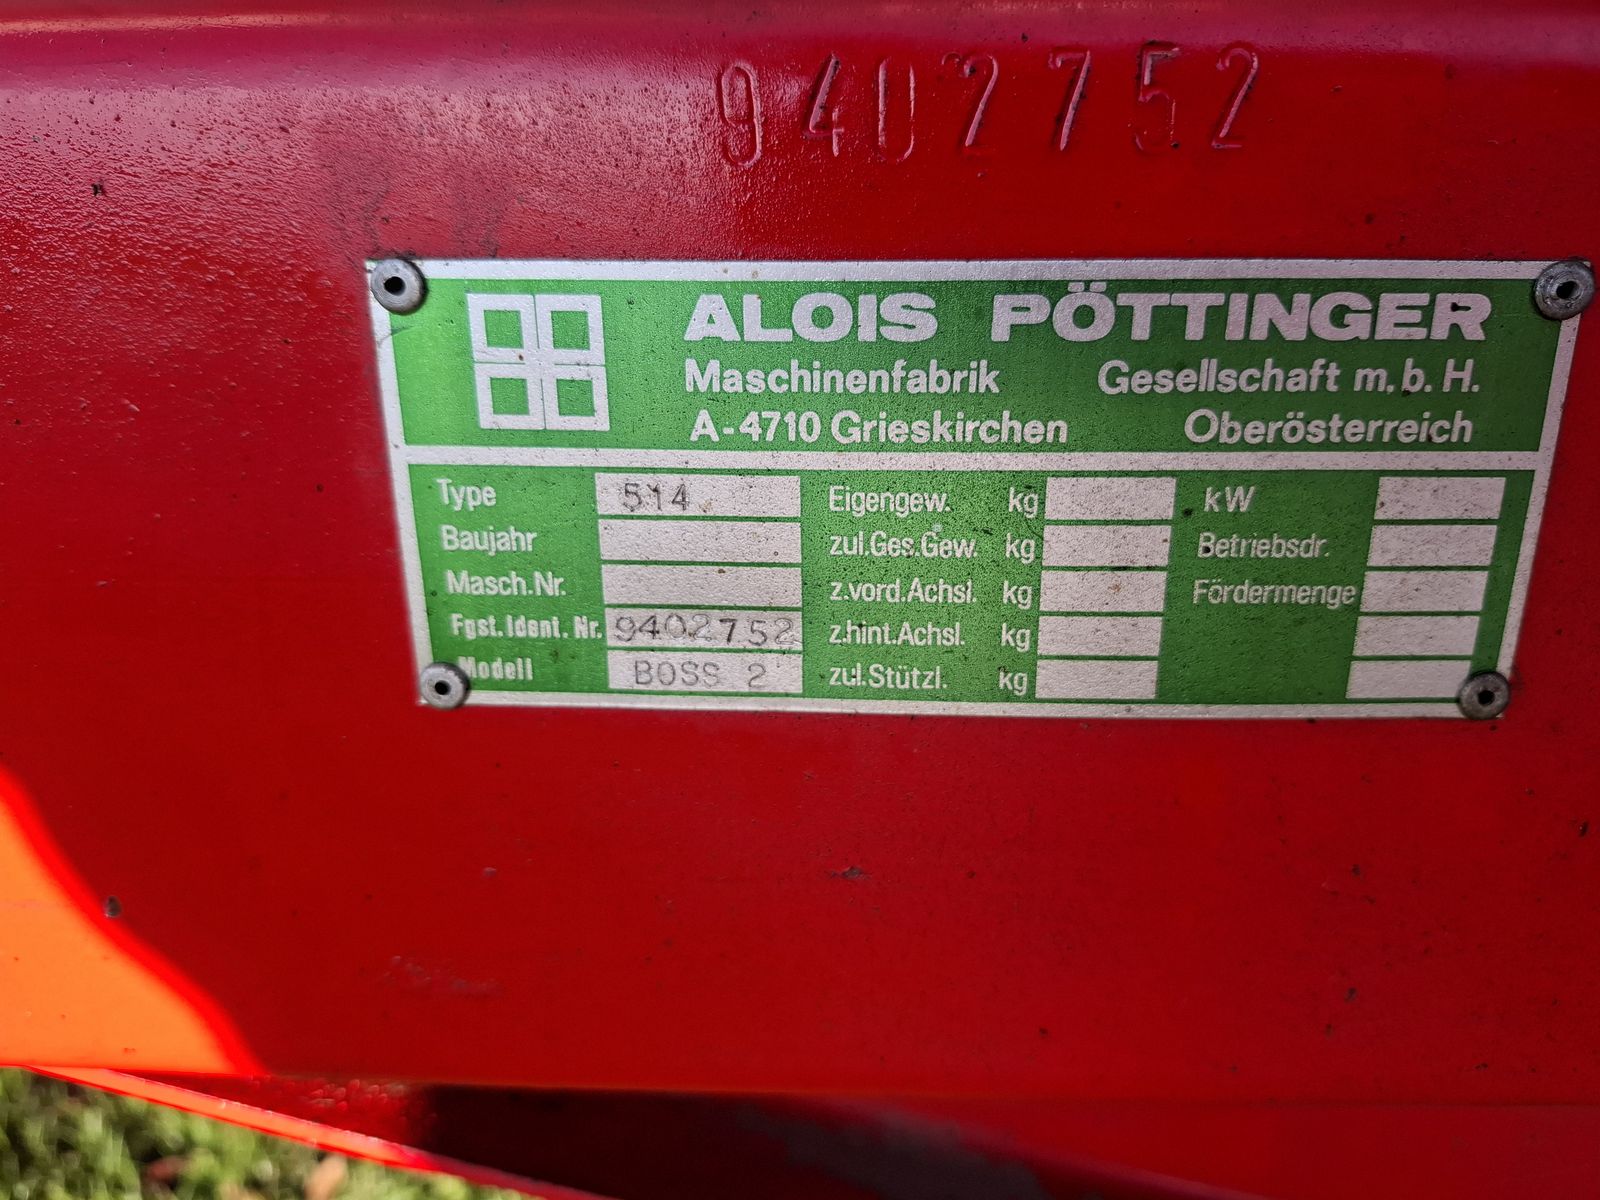 9402752
ALOIS PÖTTINGER
Maschinenfabrik Gesellschaft m.b.H.
A-4710 Grieskirchen Oberösterreich
Type 514 Eigengew. kg kW
Baujahr zul.Ges.Gew. kg Betriebsdr.
Masch.Nr. z.vord.Achsl. kg Fördermenge
Fgst.Ident.Nr. 9402752 z.hint.Achsl. kg
Modell BOSS 2 zul.Stützl. kg